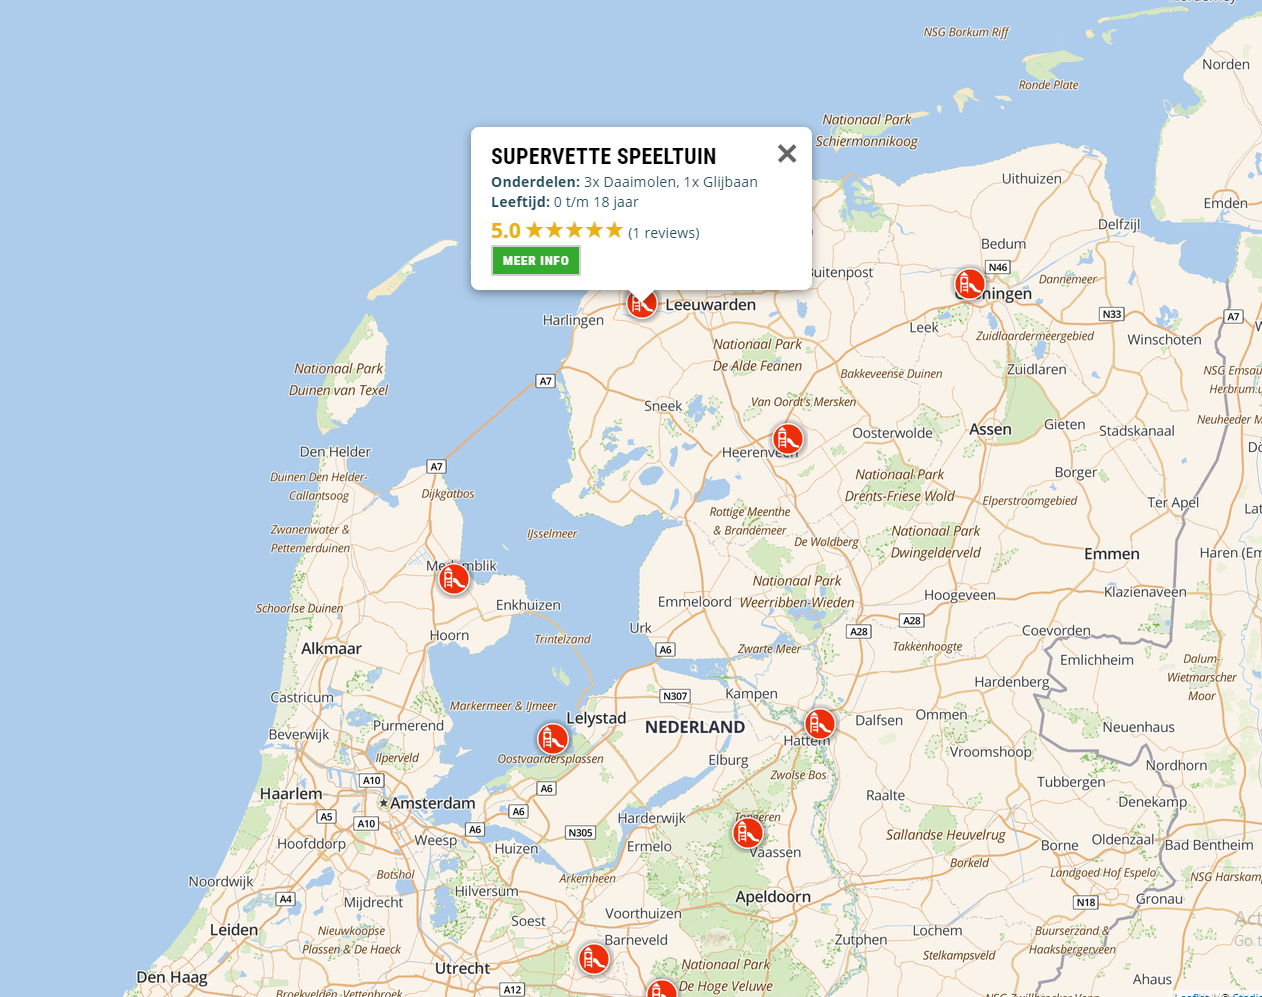 NSG Borkum Riff
Norden
Ronde Plate
Nationaal Park
Schiermonnikoog
SUPERVETTE SPEELTUIN
Onderdelen: 3x Daaimolen, 1x Glijbaan
Leeftijd: 0 t/m 18 jaar
5.0 ★★★★★ (1 reviews)
MEER INFO
Uithuizen
Emden
Delfzijl
Bedum
N46
Buitenpost
Dannemeer
Groningen
Leeuwarden
Harlingen
N33
A7
Leek
Zuidlaardermeergebied
Winschoten
Nationaal Park
De Alde Feanen
Nationaal Park
Duinen van Texel
A7
Bakkeveense Duinen
Zuidlaren
NSG Emsau
Herbrum.u
Sneek
Van Oordt's Mersken
Neuheeder M
Oosterwolde
Assen
Gieten
Stadskanaal
Den Helder
Heerenveen
A7
Duinen Den Helder-
Callantsoog
Dijkgatbos
Nationaal Park
Drents-Friese Wold
Borger
Elperstroomgebied
Ter Apel
Lat
Zwanenwater &
Pettemerduinen
IJsselmeer
Rottige Meenthe
& Brandemeer
De Woldberg
Nationaal Park
Dwingelderveld
Emmen
Haren (Em
Medemblik
Nationaal Park
Weerribben-Wieden
Emmeloord
Hoogeveen
Klazienaveen
Schoorlse Duinen
Enkhuizen
Urk
A28
A28
Coevorden
Hoorn
Trintelzand
Alkmaar
A6
Zwarte Meer
Takkenhoogte
Emlichheim
Dalum-
Wietmarscher
Moor
Hardenberg
Castricum
Markermeer & IJmeer
N307
Kampen
Lelystad
NEDERLAND
Dalfsen
Ommen
Purmerend
Beverwijk
Hattem
Neuenhaus
Ilperveld
Oostvaardersplassen
Elburg
Vroomshoop
Nordhorn
Zwolse Bos
A10
A6
Tubbergen
Haarlem
Amsterdam
Raalte
Denekamp
A5
A10
A6
Harderwijk
Tongeren
A6
N305
Sallandse Heuvelrug
Oldenzaal
Hoofddorp
Weesp
Huizen
Ermelo
Vaassen
Borne
Bad Bentheim
Borkeld
Botshol
Arkemheen
Landgoed Hof Espelo
NSG Harskamp
Noordwijk
Hilversum
Apeldoorn
A4
Mijdrecht
N18
Gronau
Voorthuizen
Soest
Leiden
Nieuwkoopse
Plassen & De Haeck
Lochem
Buurserzand &
Haaksbergerveen
Act
Go t
Barneveld
Zutphen
Stelkampsveld
Den Haag
Utrecht
Nationaal Park
De Hoge Veluwe
Ahaus
A12
Leaflet